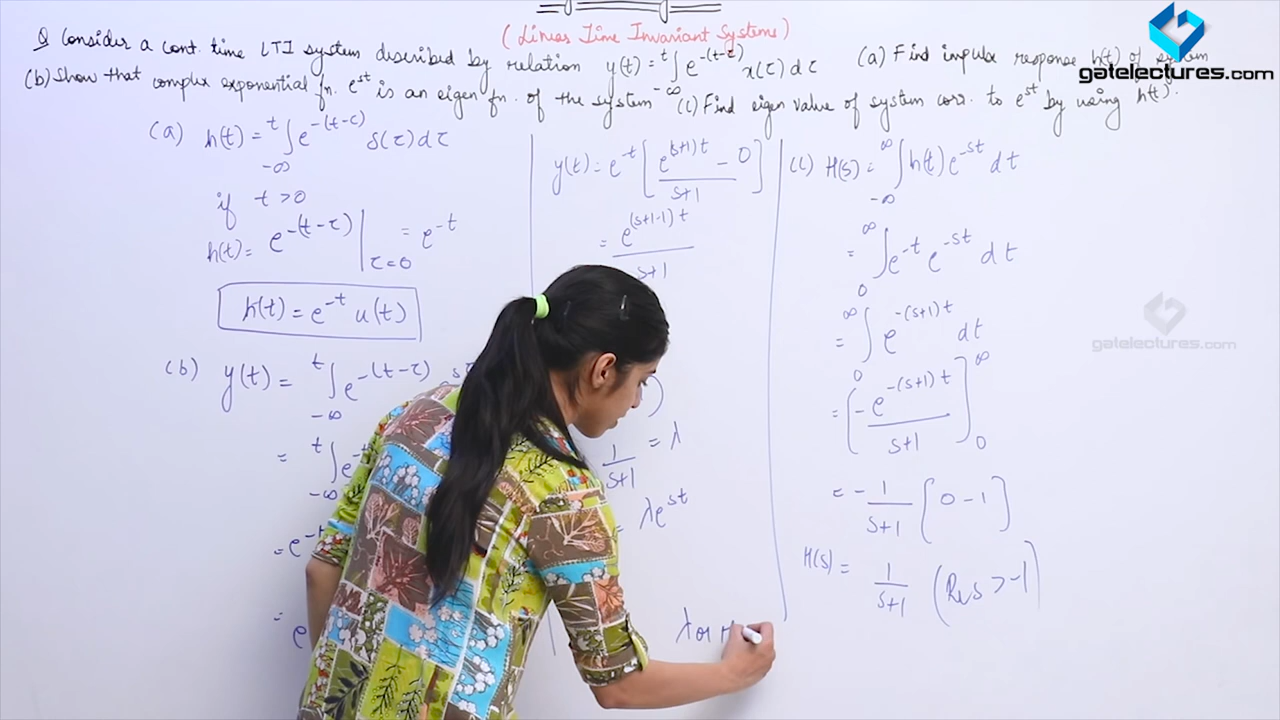 (Linear Time Invariant Systems)
Q Consider a cont. time LTI system described by relation y(t) = t∫-∞ e^-(t-τ) x(τ) dτ (a) Find impulse response h(t) of system
(b) Show that complex exponential fn. e^st is an eigen fn. of the system (c) Find eigen value of system corr. to e^st by using h(t).
gatelectures.com
(a) h(t) = t∫-∞ e^-(t-τ) δ(τ) dτ
if t > 0
h(t) = e^-(t-τ) |τ=0 = e^-t
h(t) = e^-t u(t)
(b) y(t) = t∫-∞ e^-(t-τ)
= t∫-∞ e^-t
= e^-t
= e
y(t) = e^-t [e^(s+1)t/s+1 - 0]
= e^(s+1-1)t/s+1
1/s+1 = λ
= λe^st
λ or H
(c) H(s) = ∞∫-∞ h(t) e^-st dt
= ∞∫0 e^-t e^-st dt
= ∞∫0 e^-(s+1)t dt
= [-e^-(s+1)t/s+1]∞0
= -1/s+1 [0-1]
H(s) = 1/s+1 (Re s > -1)
gatelectures.com